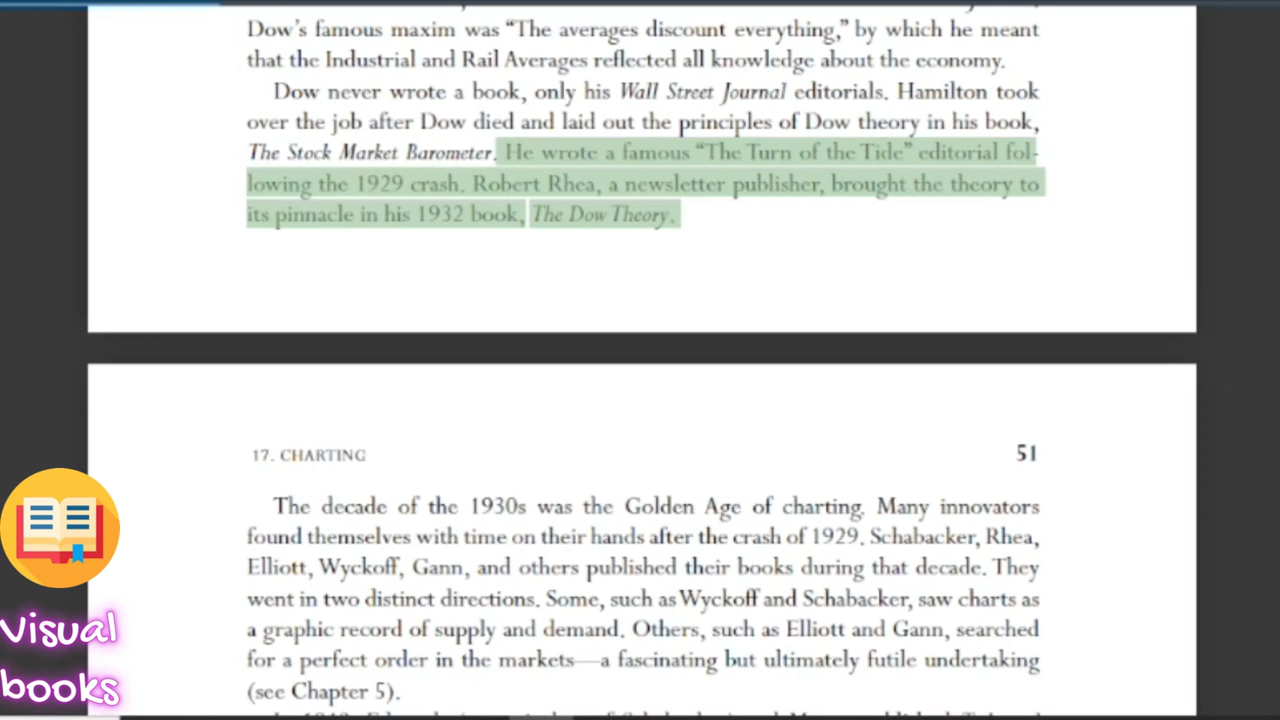 Dow's famous maxim was “The averages discount everything,” by which he meant
that the Industrial and Rail Averages reflected all knowledge about the economy.
Dow never wrote a book, only his Wall Street Journal editorials. Hamilton took
over the job after Dow died and laid out the principles of Dow theory in his book,
The Stock Market Barometer. He wrote a famous “The Turn of the Tide” editorial fol-
lowing the 1929 crash. Robert Rhea, a newsletter publisher, brought the theory to
its pinnacle in his 1932 book, The Dow Theory.
17. CHARTING 51
The decade of the 1930s was the Golden Age of charting. Many innovators
found themselves with time on their hands after the crash of 1929. Schabacker, Rhea,
Elliott, Wyckoff, Gann, and others published their books during that decade. They
went in two distinct directions. Some, such as Wyckoff and Schabacker, saw charts as
a graphic record of supply and demand. Others, such as Elliott and Gann, searched
for a perfect order in the markets—a fascinating but ultimately futile undertaking
(see Chapter 5).
Visual
books